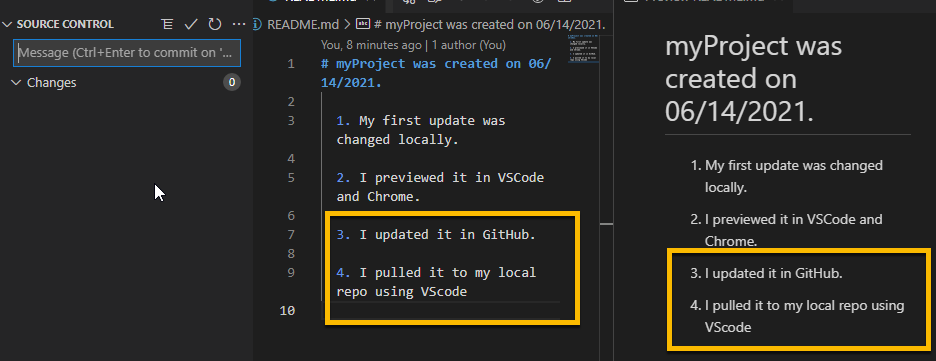 SOURCE CONTROL
Message (Ctrl+Enter to commit on '...
Changes
0
README.md > # myProject was created on 06/14/2021.
You, 8 minutes ago | 1 author (You)
1 # myProject was created on 06/
14/2021.
2
3 1. My first update was
changed locally.
4
5 2. I previewed it in VSCode
and Chrome.
6
7 3. I updated it in GitHub.
8
9 4. I pulled it to my local
repo using VScode
10
myProject was
created on
06/14/2021.
1. My first update was changed
locally.
2. I previewed it in VSCode and
Chrome.
3. I updated it in GitHub.
4. I pulled it to my local repo using
VScode